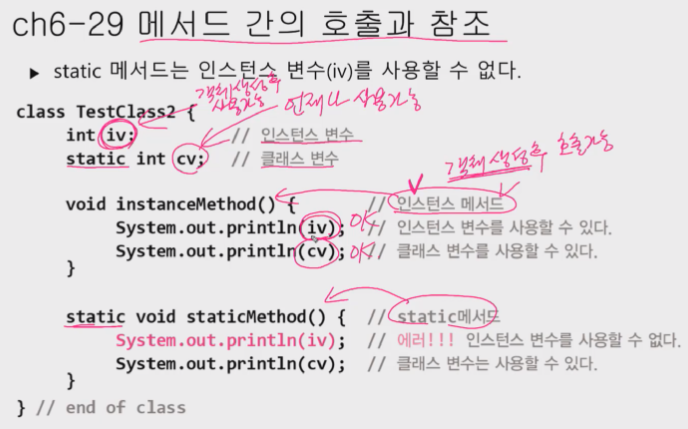 ch6-29 메서드 간의 호출과 참조
▶ static 메서드는 인스턴스 변수(iv)를 사용할 수 없다.
객체 생성후
사용가능
언제나 사용가능
class TestClass2 {
int iv; // 인스턴스 변수
static int cv; // 클래스 변수
객체 생성후 호출가능
void instanceMethod() { // 인스턴스 메서드
System.out.println(iv); OK // 인스턴스 변수를 사용할 수 있다.
System.out.println(cv); OK // 클래스 변수를 사용할 수 있다.
}
static void staticMethod() { // static메서드
System.out.println(iv); // 에러!!! 인스턴스 변수를 사용할 수 없다.
System.out.println(cv); // 클래스 변수는 사용할 수 있다.
}
} // end of class